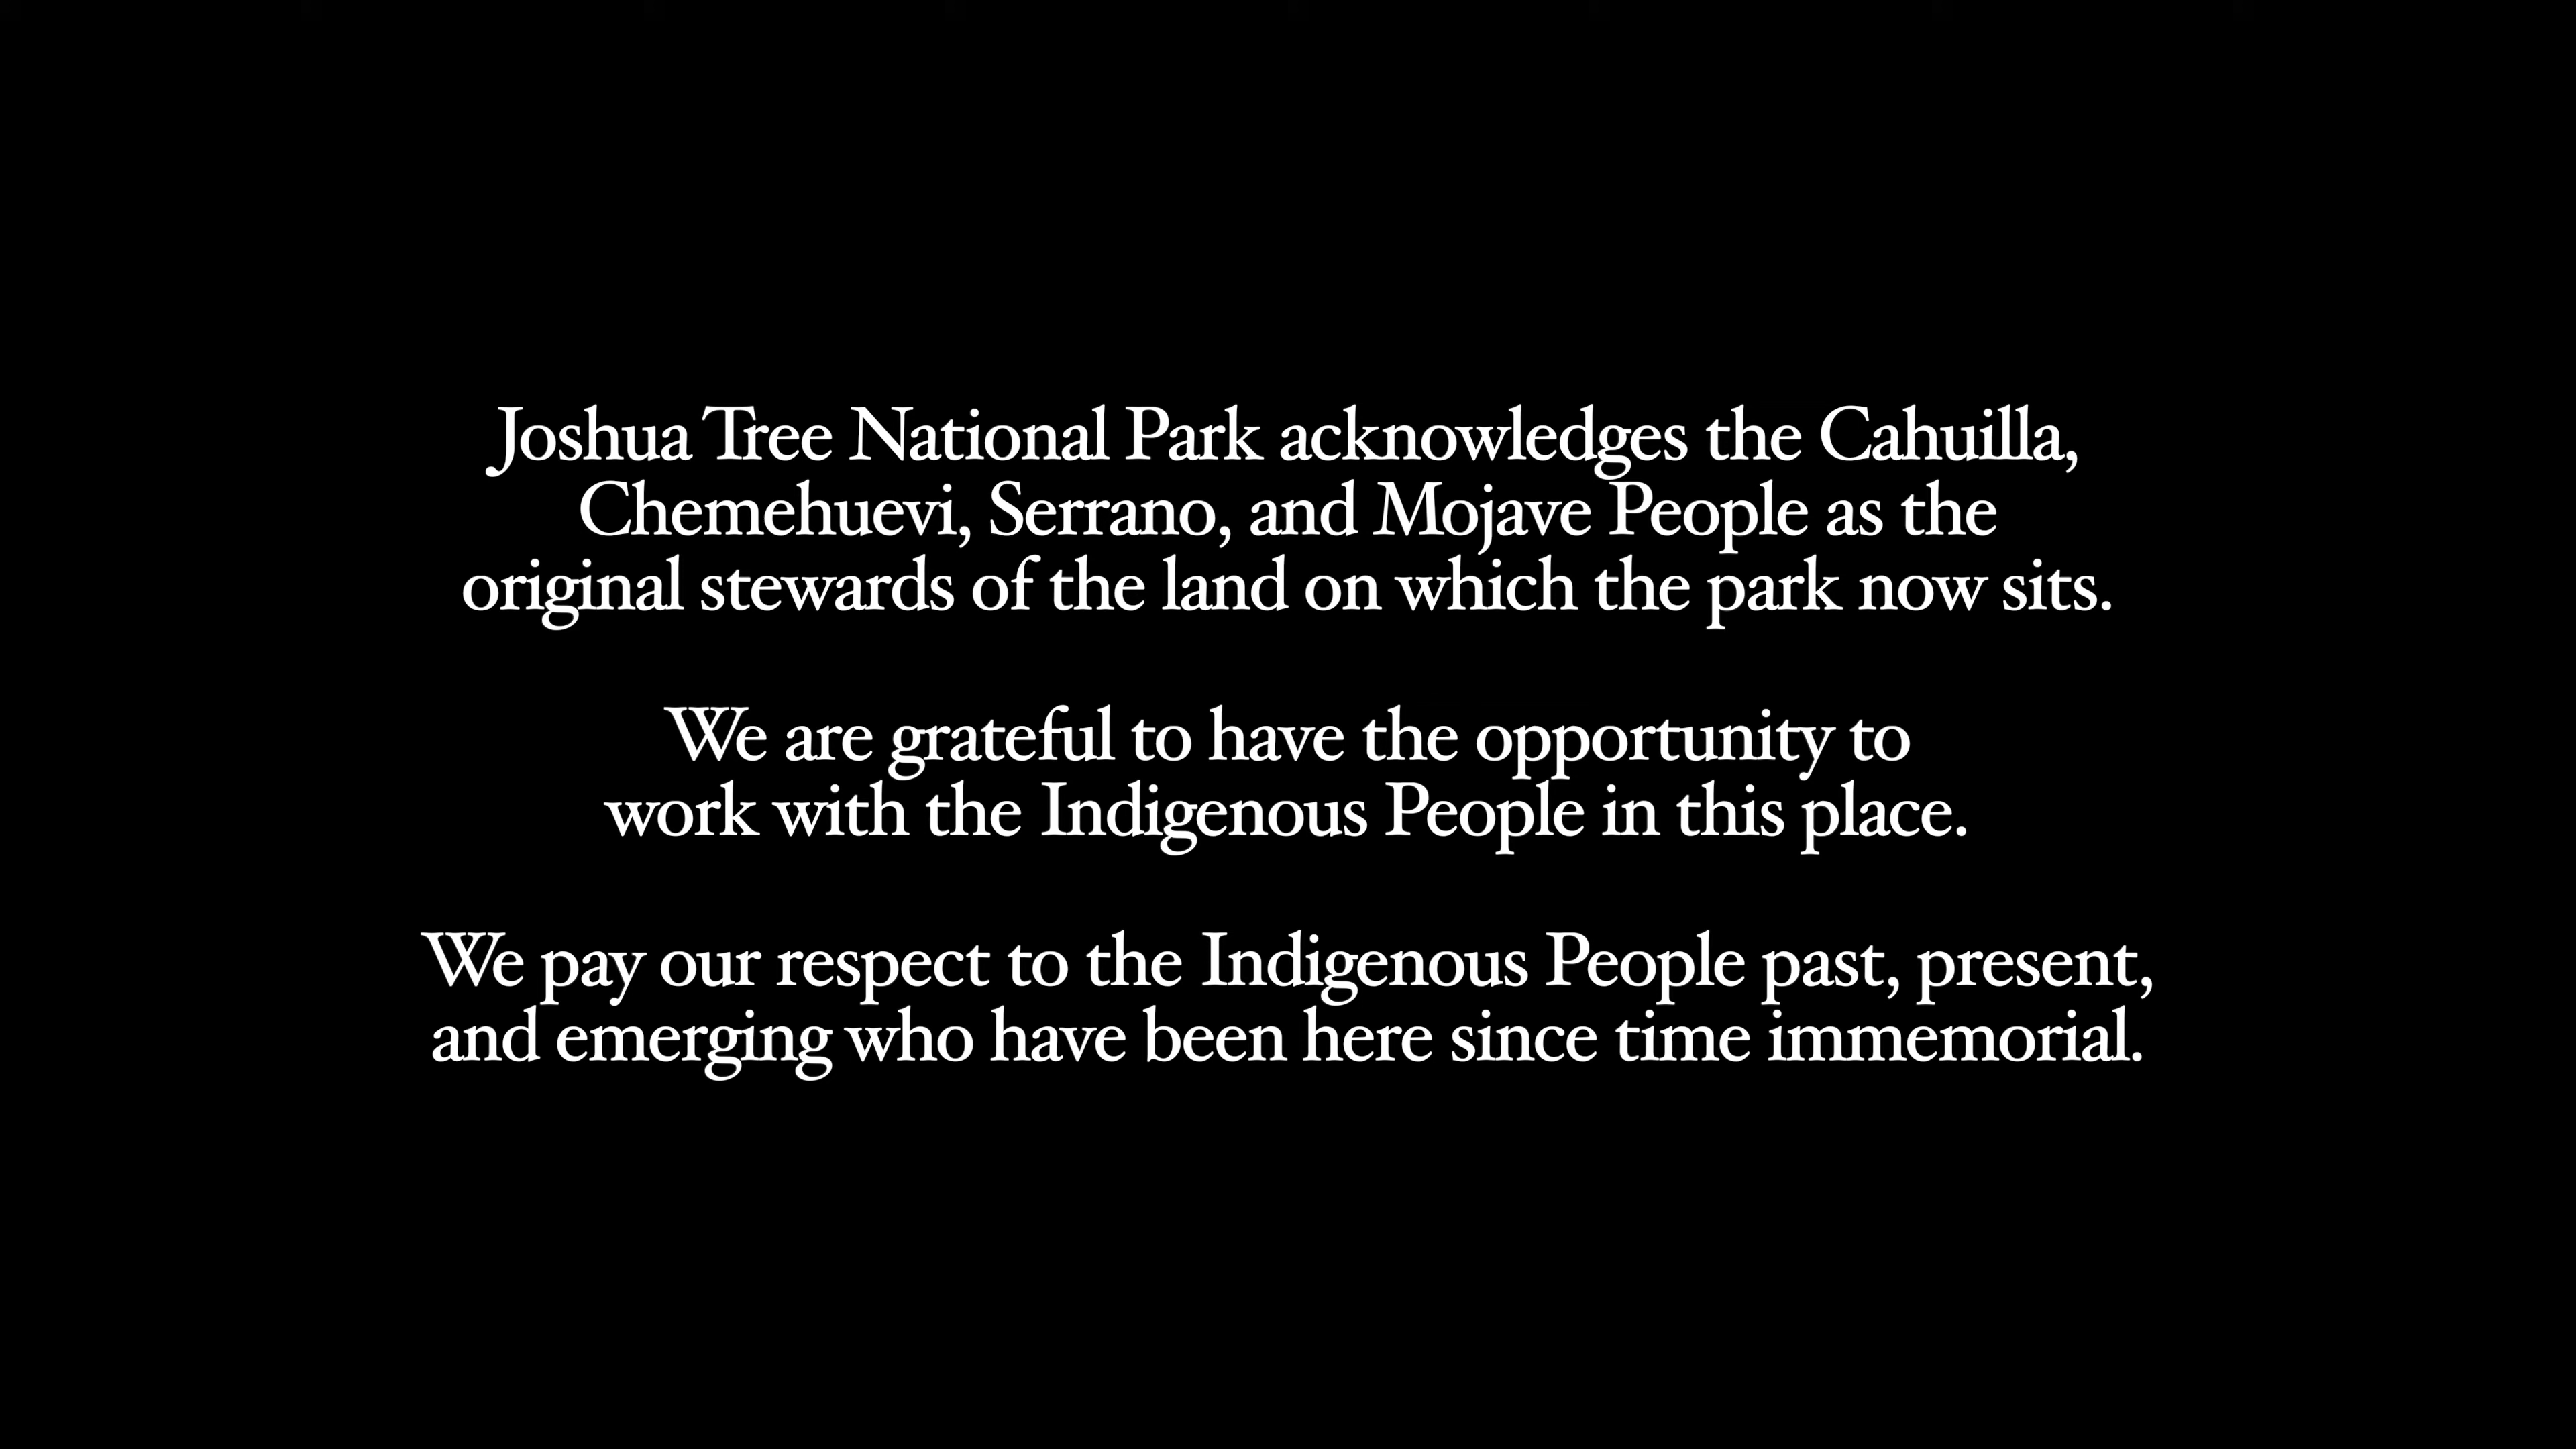 Joshua Tree National Park acknowledges the Cahuilla,
Chemehuevi, Serrano, and Mojave People as the
original stewards of the land on which the park now sits.
We are grateful to have the opportunity to
work with the Indigenous People in this place.
We pay our respect to the Indigenous People past, present,
and emerging who have been here since time immemorial.